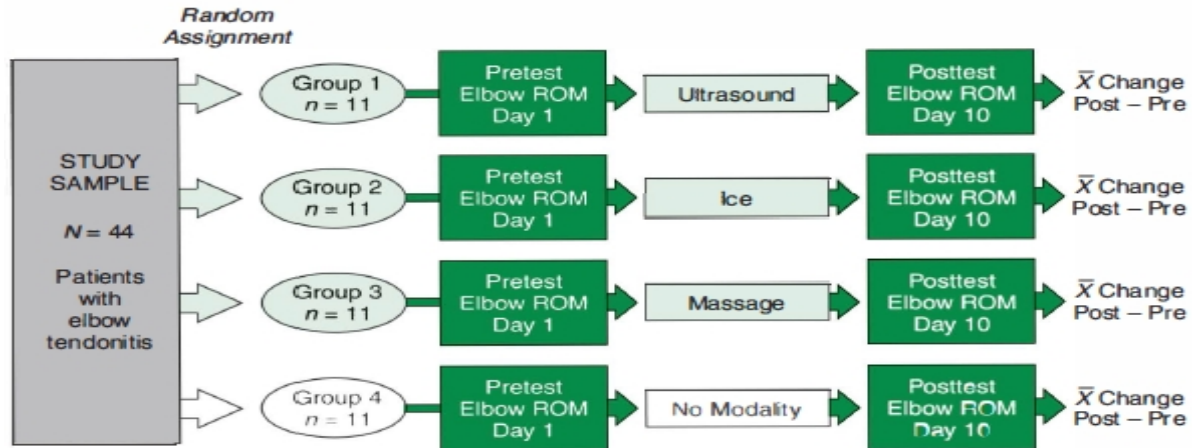 Random
Assignment
STUDY
SAMPLE
N = 44
Patients
with
elbow
tendonitis
Group 1
n = 11
Pretest
Elbow ROM
Day 1
Ultrasound
Posttest
Elbow ROM
Day 10
X̄ Change
Post – Pre
Group 2
n = 11
Pretest
Elbow ROM
Day 1
Ice
Posttest
Elbow ROM
Day 10
X̄ Change
Post – Pre
Group 3
n = 11
Pretest
Elbow ROM
Day 1
Massage
Posttest
Elbow ROM
Day 10
X̄ Change
Post – Pre
Group 4
n = 11
Pretest
Elbow ROM
Day 1
No Modality
Posttest
Elbow ROM
Day 10
X̄ Change
Post – Pre